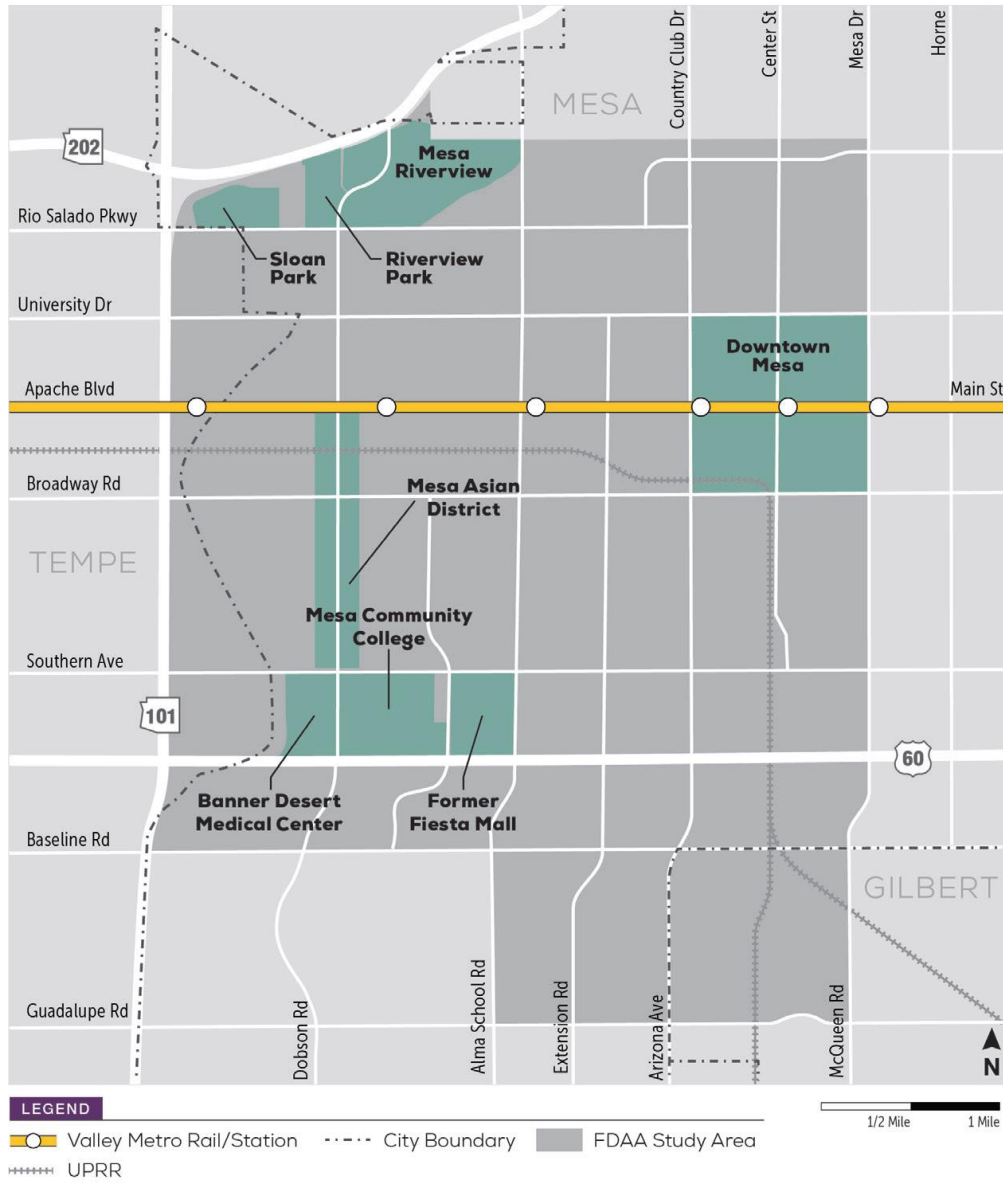 Country Club Dr
Center St
Mesa Dr
Horne
MESA
202
Mesa
Riverview
Rio Salado Pkwy
Sloan
Park
Riverview
Park
University Dr
Downtown
Mesa
Apache Blvd
Main St
Broadway Rd
Mesa Asian
District
TEMPE
Mesa Community
College
Southern Ave
101
60
Banner Desert
Medical Center
Former
Fiesta Mall
Baseline Rd
GILBERT
Guadalupe Rd
Dobson Rd
Alma School Rd
Extension Rd
Arizona Ave
McQueen Rd
N
LEGEND
Valley Metro Rail/Station
City Boundary
FDAA Study Area
UPRR
1/2 Mile
1 Mile